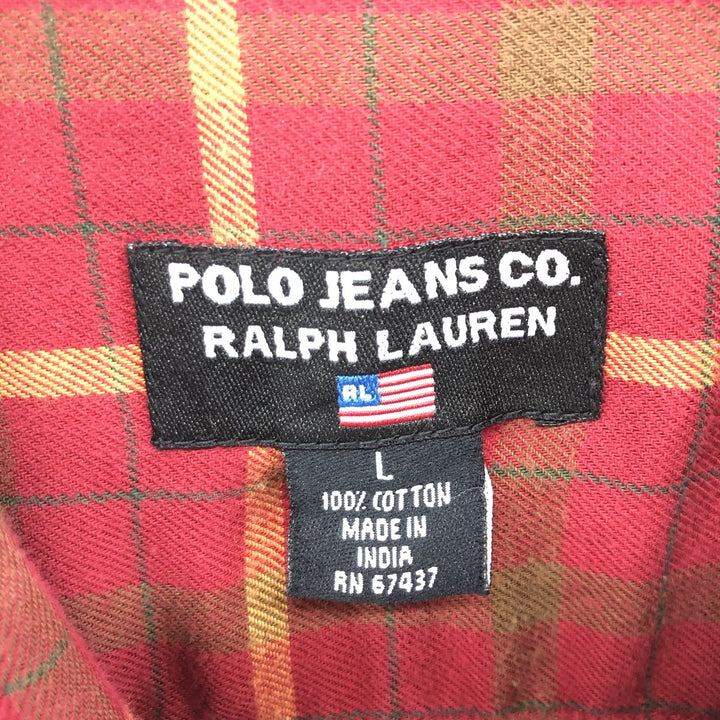 POLO JEANS CO.
RALPH LAUREN
RL
L
100% COTTON
MADE IN
INDIA
RN 67437